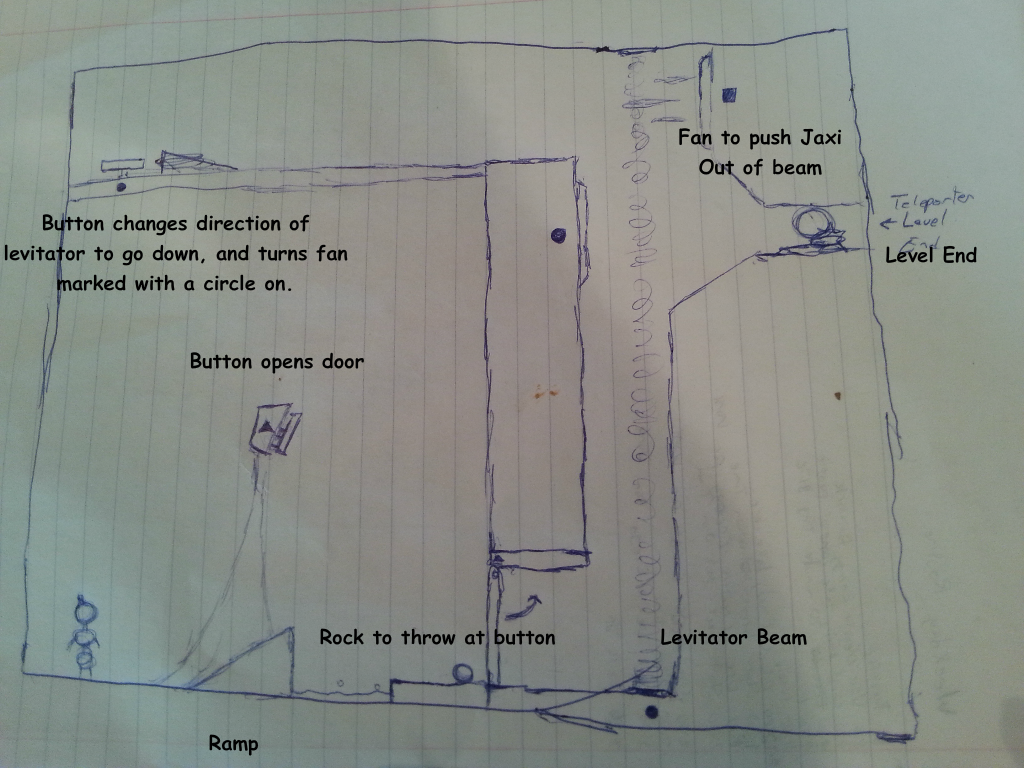 Fan to push Jaxi
Out of beam
Teleporter
← Level
End
Level End
Button changes direction of
levitator to go down, and turns fan
marked with a circle on.
Button opens door
Rock to throw at button
Levitator Beam
Ramp